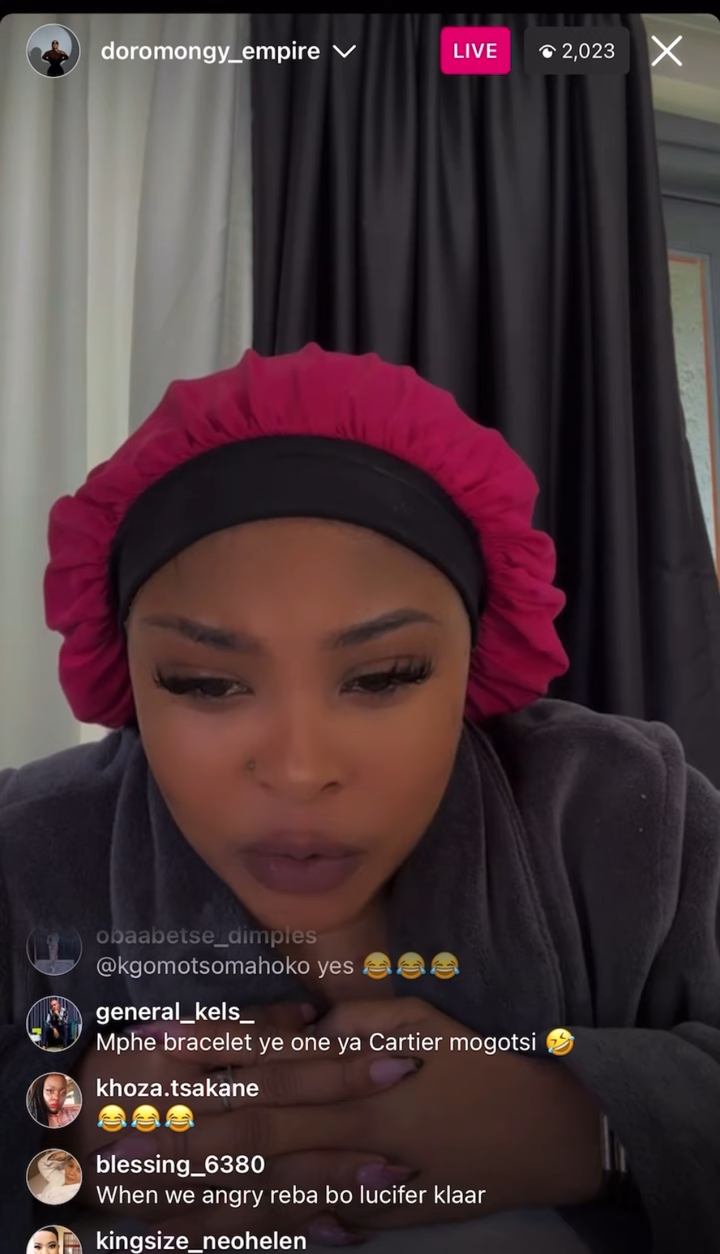 doromongy_empire
LIVE
2,023
obaabetse_dimples
@kgomotsomahoko yes 😂😂😂
general_kels_
Mphe bracelet ye one ya Cartier mogotsi 🤣
khoza.tsakane
😂😂😂
blessing_6380
When we angry reba bo lucifer klaar
kingsize_neohelen